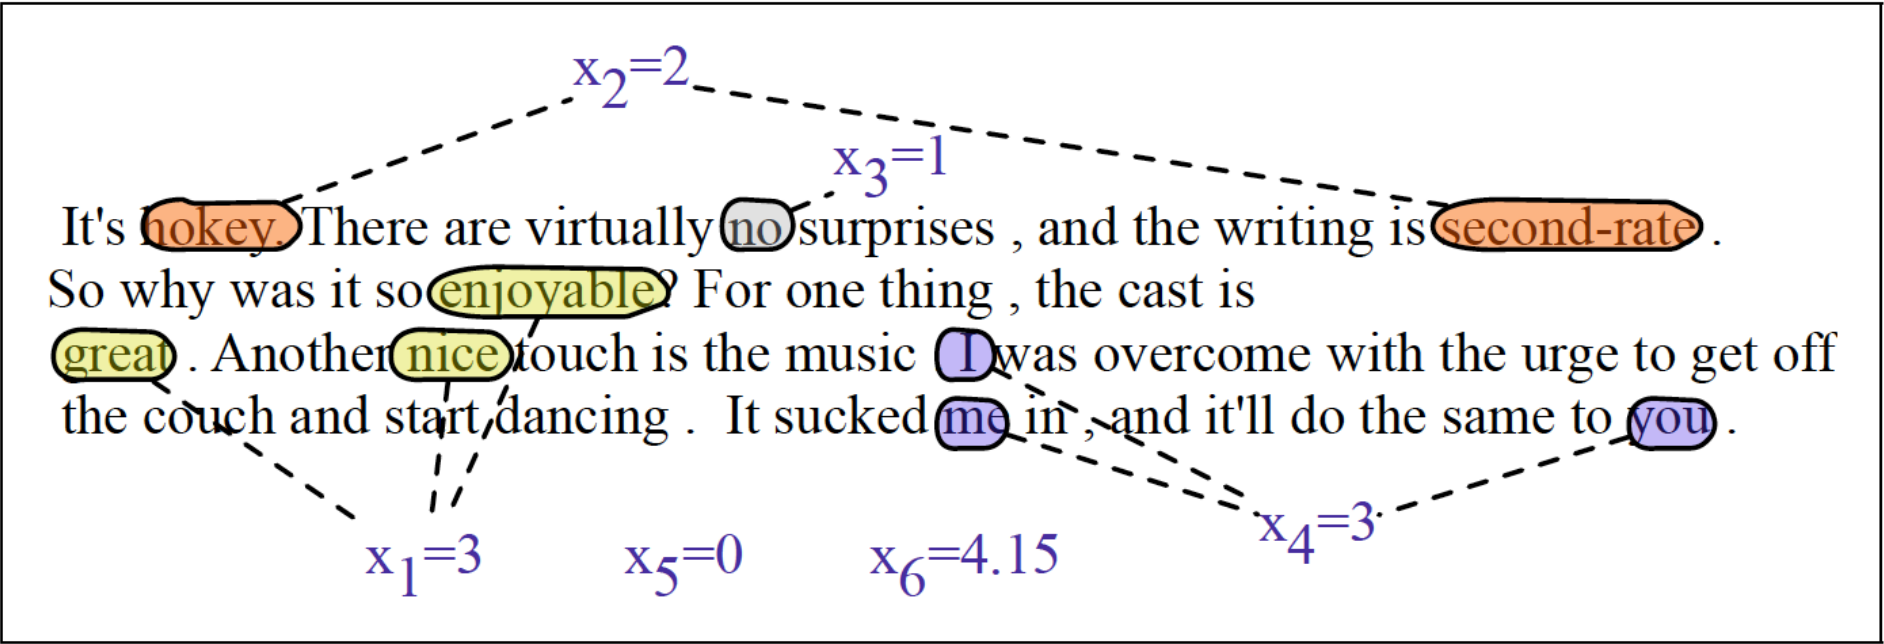 x2=2
x3=1
It's hokey. There are virtually no surprises , and the writing is second-rate .
So why was it so enjoyable? For one thing , the cast is
great . Another nice touch is the music I was overcome with the urge to get off
the couch and start dancing . It sucked me in , and it'll do the same to you .
x4=3
x1=3 x5=0 x6=4.15